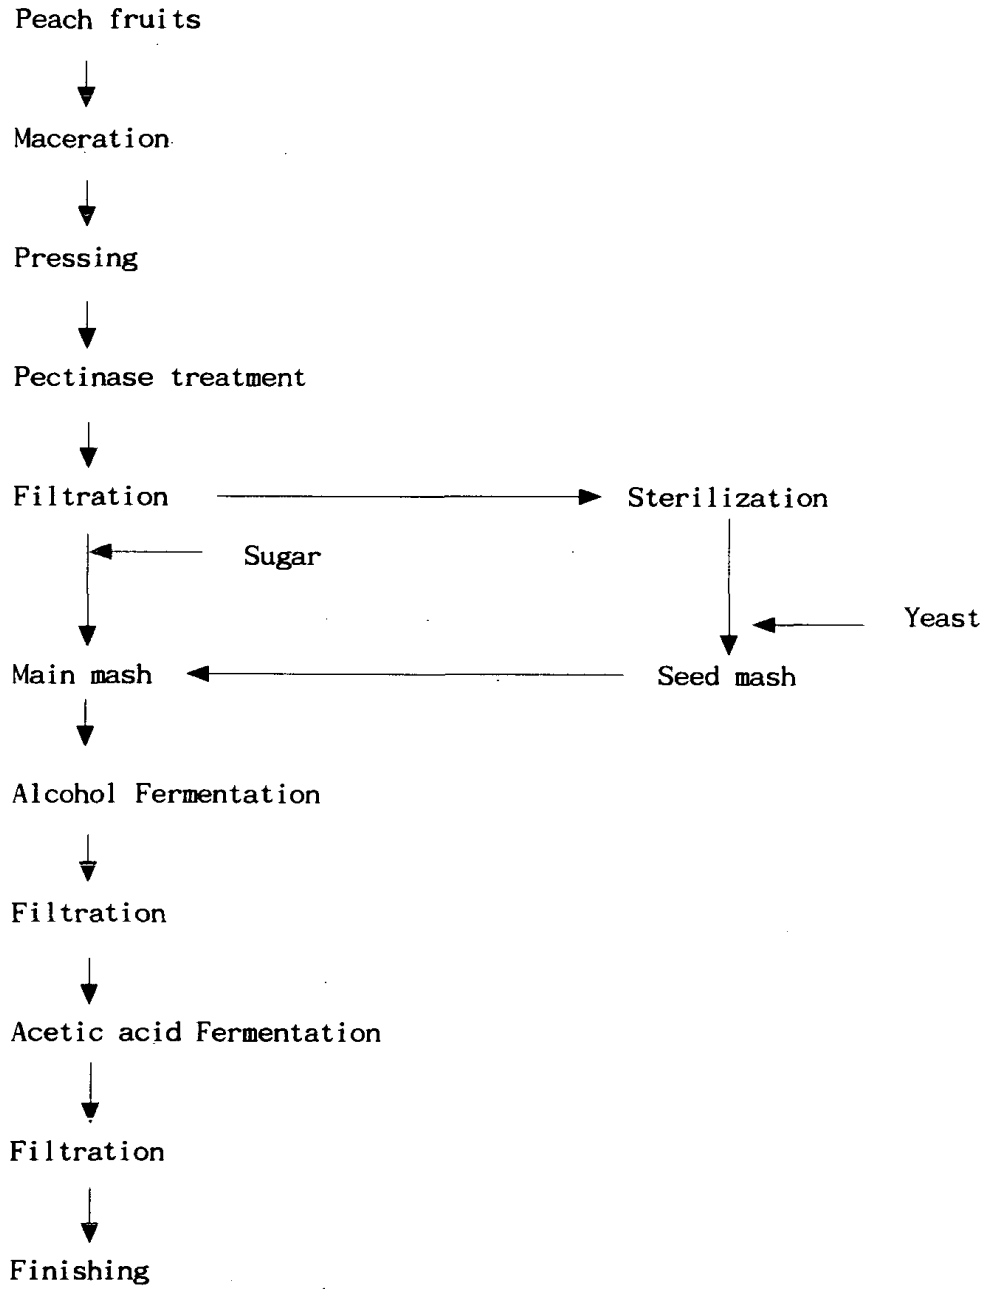 Peach fruits
Maceration
Pressing
Pectinase treatment
Filtration
Sterilization
Sugar
Yeast
Main mash
Seed mash
Alcohol Fermentation
Filtration
Acetic acid Fermentation
Filtration
Finishing